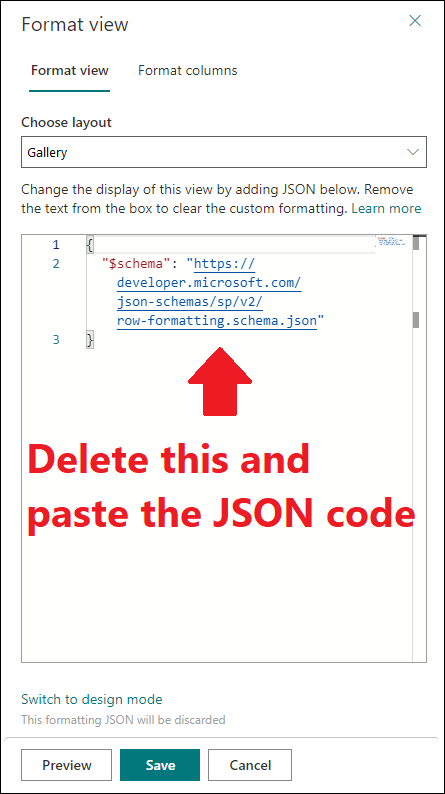 Format view
Format view Format columns
Choose layout
Gallery
Change the display of this view by adding JSON below. Remove
the text from the box to clear the custom formatting. Learn more
1 {
2 "$schema": "https://
developer.microsoft.com/
json-schemas/sp/v2/
row-formatting.schema.json"
3 }
Delete this and
paste the JSON code
Switch to design mode
This formatting JSON will be discarded
Preview Save Cancel